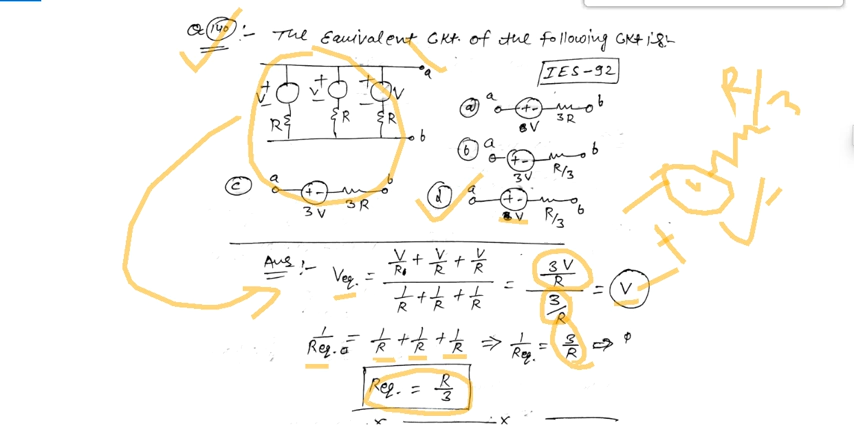 Q(140) :- The Equivalent CKt. of the following CKt is :-
IES-92
V + - V + - + - V a
R R R b
(a) a + - b
V 3R
(b) a + - b
3V R/3
(c) a + - b
3V 3R
(d) a + - b
V R/3
R/3
V
+
Ans :- Veq. = (V/R + V/R + V/R) / (1/R + 1/R + 1/R) = (3V/R) / (3/R) = V
1/Req. = 1/R + 1/R + 1/R ⇒ 1/Req. = 3/R ⇒
Req. = R/3
x x